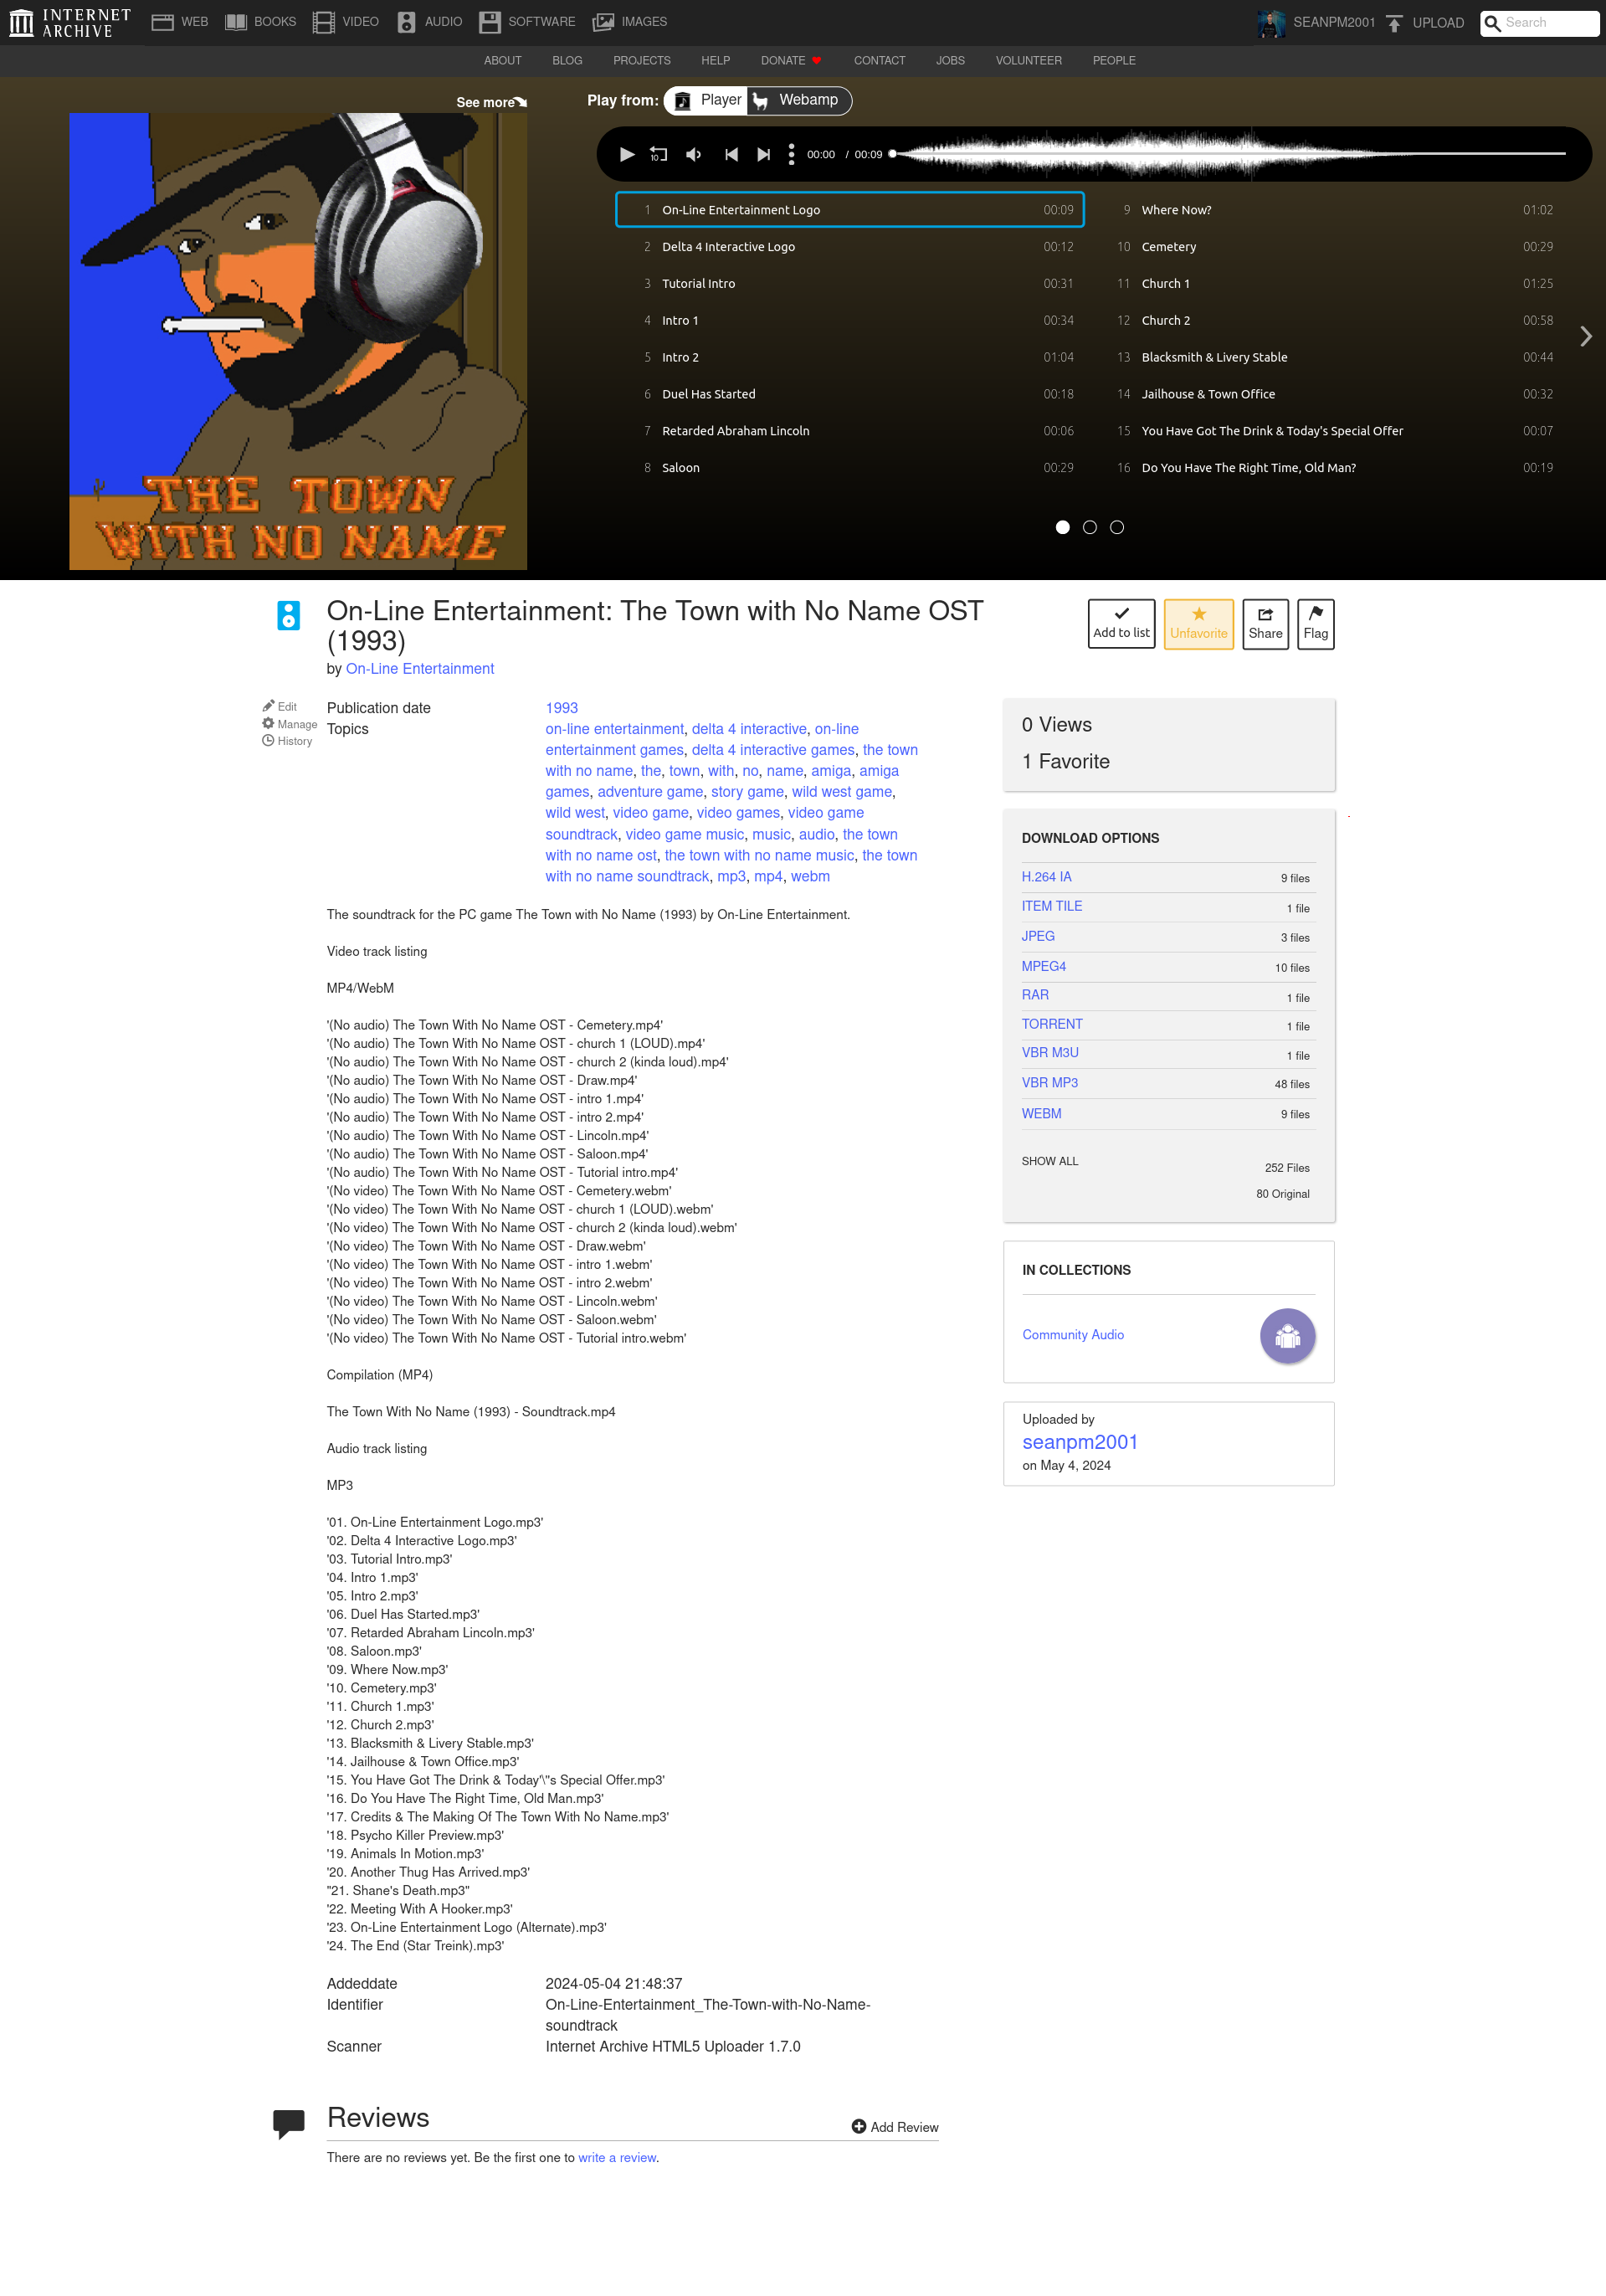 INTERNET ARCHIVE
WEB
BOOKS
VIDEO
AUDIO
SOFTWARE
IMAGES
SEANPM2001
UPLOAD
Search
ABOUT
BLOG
PROJECTS
HELP
DONATE
CONTACT
JOBS
VOLUNTEER
PEOPLE
See more
Play from:
Player
Webamp
10
00:00 / 00:09
1 On-Line Entertainment Logo 00:09
2 Delta 4 Interactive Logo 00:12
3 Tutorial Intro 00:31
4 Intro 1 00:34
5 Intro 2 01:04
6 Duel Has Started 00:18
7 Retarded Abraham Lincoln 00:06
8 Saloon 00:29
9 Where Now? 01:02
10 Cemetery 00:29
11 Church 1 01:25
12 Church 2 00:58
13 Blacksmith & Livery Stable 00:44
14 Jailhouse & Town Office 00:32
15 You Have Got The Drink & Today's Special Offer 00:07
16 Do You Have The Right Time, Old Man? 00:19
THE TOWN
WITH NO NAME
On-Line Entertainment: The Town with No Name OST
(1993)
by On-Line Entertainment
Add to list
Unfavorite
Share
Flag
Edit
Manage
History
Publication date 1993
Topics on-line entertainment, delta 4 interactive, on-line
entertainment games, delta 4 interactive games, the town
with no name, the, town, with, no, name, amiga, amiga
games, adventure game, story game, wild west game,
wild west, video game, video games, video game
soundtrack, video game music, music, audio, the town
with no name ost, the town with no name music, the town
with no name soundtrack, mp3, mp4, webm
The soundtrack for the PC game The Town with No Name (1993) by On-Line Entertainment.
Video track listing
MP4/WebM
'(No audio) The Town With No Name OST - Cemetery.mp4'
'(No audio) The Town With No Name OST - church 1 (LOUD).mp4'
'(No audio) The Town With No Name OST - church 2 (kinda loud).mp4'
'(No audio) The Town With No Name OST - Draw.mp4'
'(No audio) The Town With No Name OST - intro 1.mp4'
'(No audio) The Town With No Name OST - intro 2.mp4'
'(No audio) The Town With No Name OST - Lincoln.mp4'
'(No audio) The Town With No Name OST - Saloon.mp4'
'(No audio) The Town With No Name OST - Tutorial intro.mp4'
'(No video) The Town With No Name OST - Cemetery.webm'
'(No video) The Town With No Name OST - church 1 (LOUD).webm'
'(No video) The Town With No Name OST - church 2 (kinda loud).webm'
'(No video) The Town With No Name OST - Draw.webm'
'(No video) The Town With No Name OST - intro 1.webm'
'(No video) The Town With No Name OST - intro 2.webm'
'(No video) The Town With No Name OST - Lincoln.webm'
'(No video) The Town With No Name OST - Saloon.webm'
'(No video) The Town With No Name OST - Tutorial intro.webm'
Compilation (MP4)
The Town With No Name (1993) - Soundtrack.mp4
Audio track listing
MP3
'01. On-Line Entertainment Logo.mp3'
'02. Delta 4 Interactive Logo.mp3'
'03. Tutorial Intro.mp3'
'04. Intro 1.mp3'
'05. Intro 2.mp3'
'06. Duel Has Started.mp3'
'07. Retarded Abraham Lincoln.mp3'
'08. Saloon.mp3'
'09. Where Now.mp3'
'10. Cemetery.mp3'
'11. Church 1.mp3'
'12. Church 2.mp3'
'13. Blacksmith & Livery Stable.mp3'
'14. Jailhouse & Town Office.mp3'
'15. You Have Got The Drink & Today'\''s Special Offer.mp3'
'16. Do You Have The Right Time, Old Man.mp3'
'17. Credits & The Making Of The Town With No Name.mp3'
'18. Psycho Killer Preview.mp3'
'19. Animals In Motion.mp3'
'20. Another Thug Has Arrived.mp3'
"21. Shane's Death.mp3"
'22. Meeting With A Hooker.mp3'
'23. On-Line Entertainment Logo (Alternate).mp3'
'24. The End (Star Treink).mp3'
Addeddate 2024-05-04 21:48:37
Identifier On-Line-Entertainment_The-Town-with-No-Name-
soundtrack
Scanner Internet Archive HTML5 Uploader 1.7.0
Reviews
Add Review
There are no reviews yet. Be the first one to write a review.
0 Views
1 Favorite
DOWNLOAD OPTIONS
H.264 IA 9 files
ITEM TILE 1 file
JPEG 3 files
MPEG4 10 files
RAR 1 file
TORRENT 1 file
VBR M3U 1 file
VBR MP3 48 files
WEBM 9 files
SHOW ALL 252 Files
80 Original
IN COLLECTIONS
Community Audio
Uploaded by
seanpm2001
on May 4, 2024